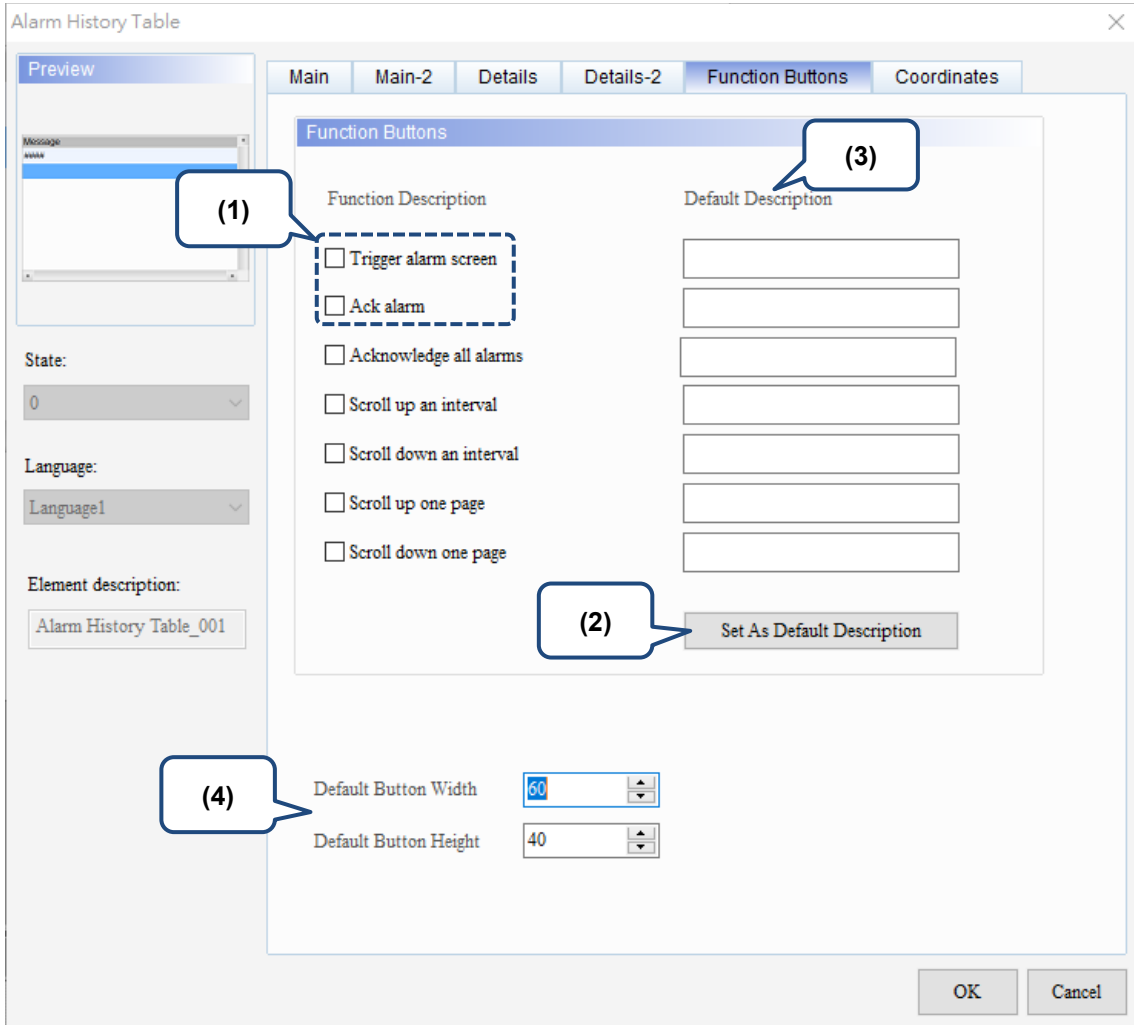 Alarm History Table
Preview
Message
####
State:
0
Language:
Language1
Element description:
Alarm History Table_001
Main Main-2 Details Details-2 Function Buttons Coordinates
Function Buttons
(3)
(1)
Function Description Default Description
Trigger alarm screen
Ack alarm
Acknowledge all alarms
Scroll up an interval
Scroll down an interval
Scroll up one page
Scroll down one page
(2)
Set As Default Description
(4)
Default Button Width 60
Default Button Height 40
OK Cancel